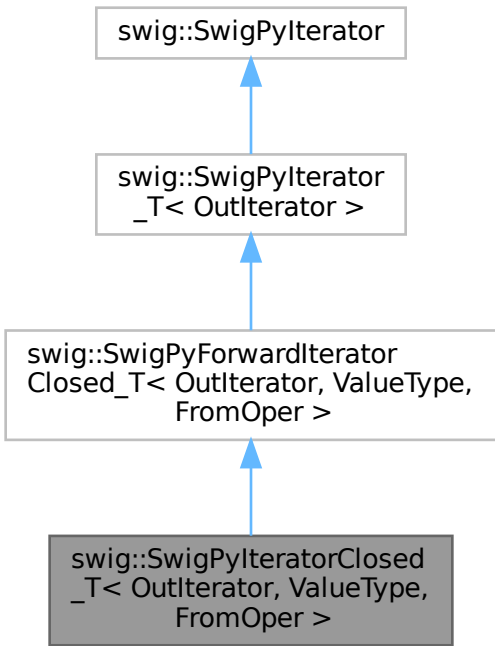 swig::SwigPyIterator
swig::SwigPyIterator
_T< OutIterator >
swig::SwigPyForwardIterator
Closed_T< OutIterator, ValueType,
FromOper >
swig::SwigPyIteratorClosed
_T< OutIterator, ValueType,
FromOper >